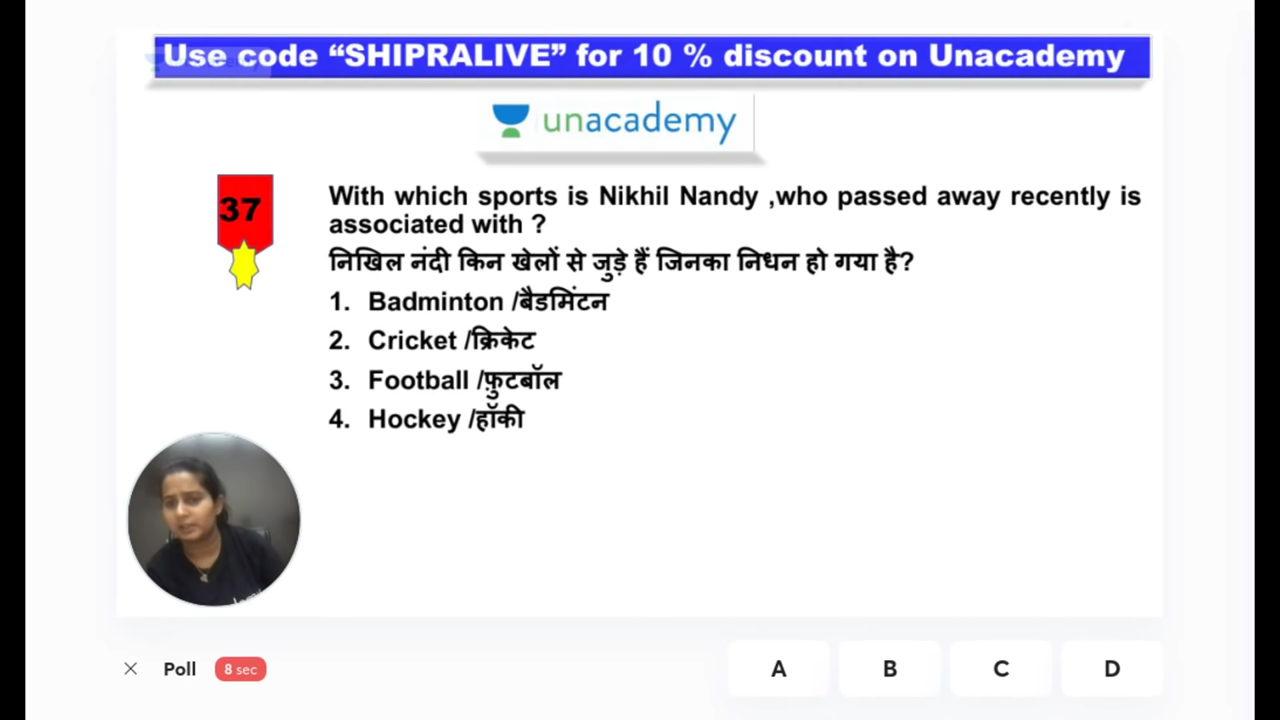 Use code “SHIPRALIVE” for 10 % discount on Unacademy
unacademy
37
With which sports is Nikhil Nandy ,who passed away recently is
associated with ?
निखिल नंदी किन खेलों से जुड़े हैं जिनका निधन हो गया है?
1. Badminton /बैडमिंटन
2. Cricket /क्रिकेट
3. Football /फ़ुटबॉल
4. Hockey /हॉकी
Poll 8 sec A B C D